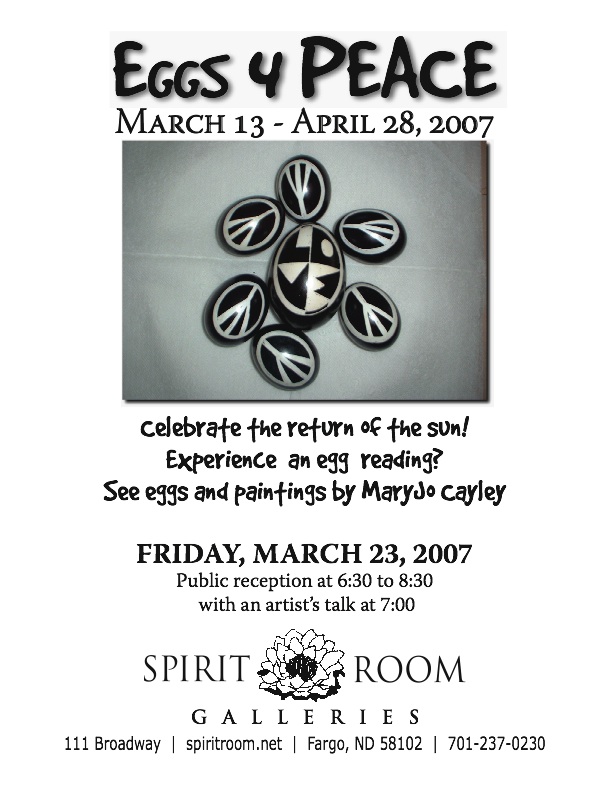 Eggs 4 PEACE
March 13 - April 28, 2007
Celebrate the return of the sun!
Experience an egg reading?
See eggs and paintings by MaryJo Cayley
FRIDAY, MARCH 23, 2007
Public reception at 6:30 to 8:30
with an artist's talk at 7:00
SPIRIT ROOM
GALLERIES
111 Broadway | spiritroom.net | Fargo, ND 58102 | 701-237-0230